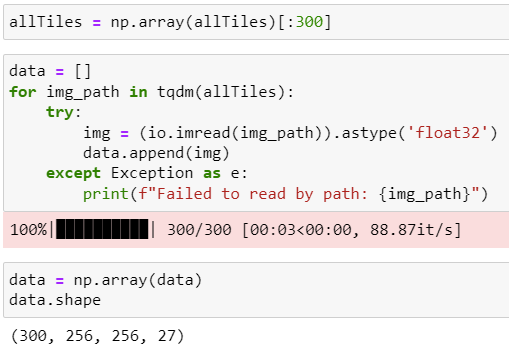 allTiles = np.array(allTiles)[:300]
data = []
for img_path in tqdm(allTiles):
    try:
        img = (io.imread(img_path)).astype('float32')
        data.append(img)
    except Exception as e:
        print(f"Failed to read by path: {img_path}")
100%|██████████| 300/300 [00:03<00:00, 88.87it/s]
data = np.array(data)
data.shape
(300, 256, 256, 27)